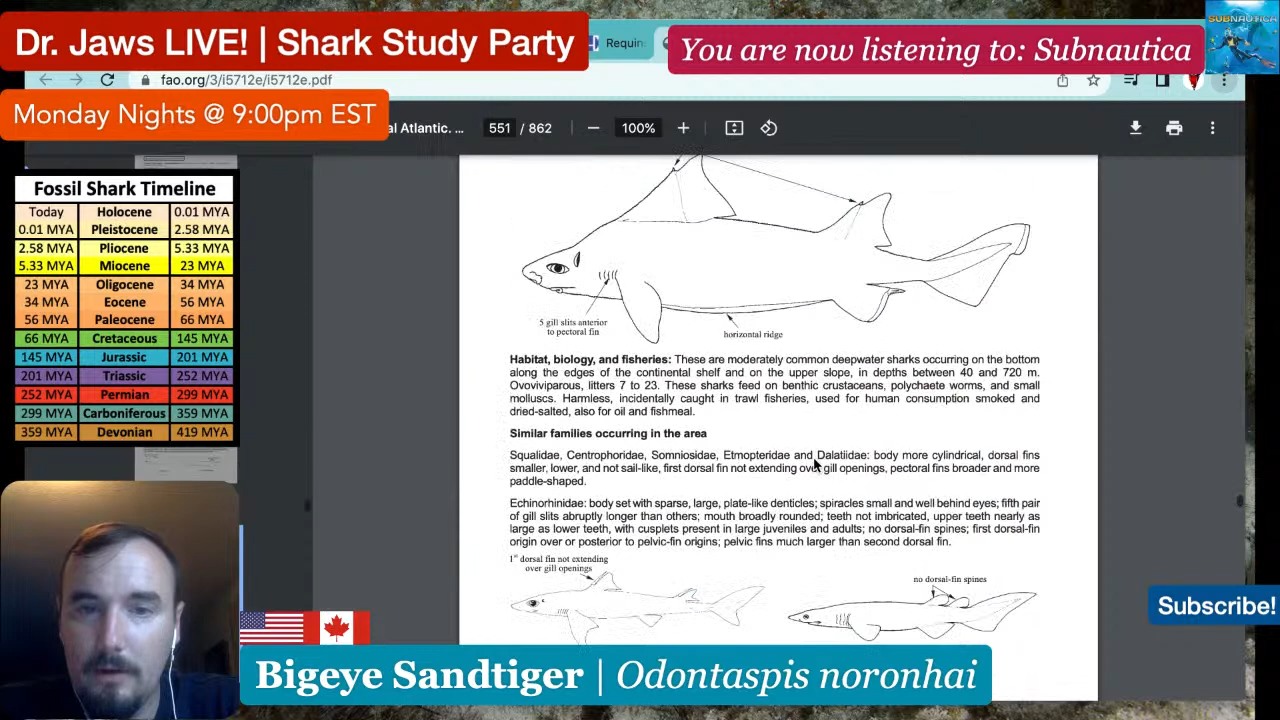 Dr. Jaws LIVE! | Shark Study Party
Requin
You are now listening to: Subnautica
SUBNAUTICA
fao.org/3/i5712e/i5712e.pdf
Monday Nights @ 9:00pm EST
al Atlantic. ...
551 / 862
100%
Fossil Shark Timeline
Today Holocene 0.01 MYA
0.01 MYA Pleistocene 2.58 MYA
2.58 MYA Pliocene 5.33 MYA
5.33 MYA Miocene 23 MYA
23 MYA Oligocene 34 MYA
34 MYA Eocene 56 MYA
56 MYA Paleocene 66 MYA
66 MYA Cretaceous 145 MYA
145 MYA Jurassic 201 MYA
201 MYA Triassic 252 MYA
252 MYA Permian 299 MYA
299 MYA Carboniferous 359 MYA
359 MYA Devonian 419 MYA
5 gill slits anterior
to pectoral fin
horizontal ridge
Habitat, biology, and fisheries: These are moderately common deepwater sharks occurring on the bottom
along the edges of the continental shelf and on the upper slope, in depths between 40 and 720 m.
Ovoviviparous, litters 7 to 23. These sharks feed on benthic crustaceans, polychaete worms, and small
molluscs. Harmless, incidentally caught in trawl fisheries, used for human consumption smoked and
dried-salted, also for oil and fishmeal.
Similar families occurring in the area
Squalidae, Centrophoridae, Somniosidae, Etmopteridae and Dalatiidae: body more cylindrical, dorsal fins
smaller, lower, and not sail-like, first dorsal fin not extending over gill openings, pectoral fins broader and more
paddle-shaped.
Echinorhinidae: body set with sparse, large, plate-like denticles; spiracles small and well behind eyes; fifth pair
of gill slits abruptly longer than others; mouth broadly rounded; teeth not imbricated, upper teeth nearly as
large as lower teeth, with cusplets present in large juveniles and adults; no dorsal-fin spines; first dorsal-fin
origin over or posterior to pelvic-fin origins; pelvic fins much larger than second dorsal fin.
1st dorsal fin not extending
over gill openings
no dorsal-fin spines
Subscribe!
Bigeye Sandtiger | Odontaspis noronhai